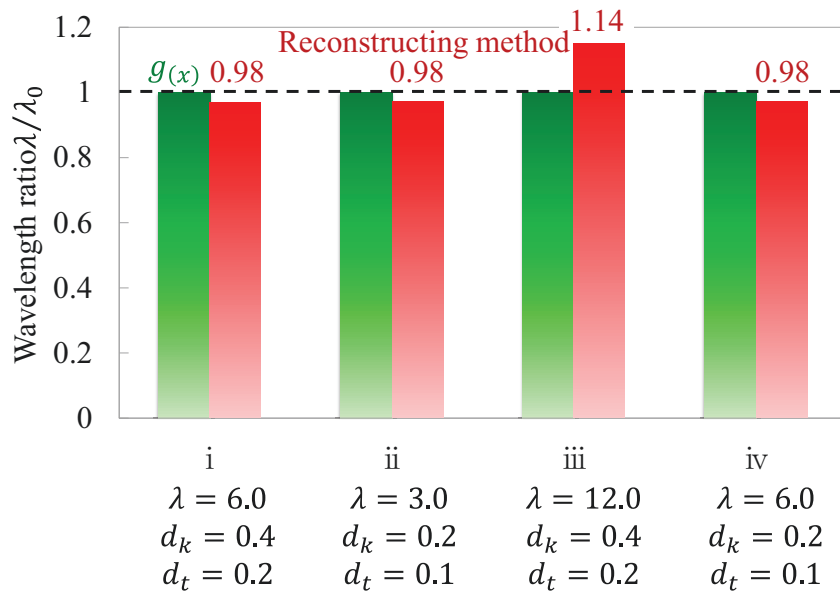 1.14
1.2
Reconstructing method
g(x) 0.98 0.98 0.98
1
0.8
0.6
0.4
0.2
0
Wavelength ratioλ/λ₀
i ii iii iv
λ = 6.0 λ = 3.0 λ = 12.0 λ = 6.0
dₖ = 0.4 dₖ = 0.2 dₖ = 0.4 dₖ = 0.2
dₜ = 0.2 dₜ = 0.1 dₜ = 0.2 dₜ = 0.1